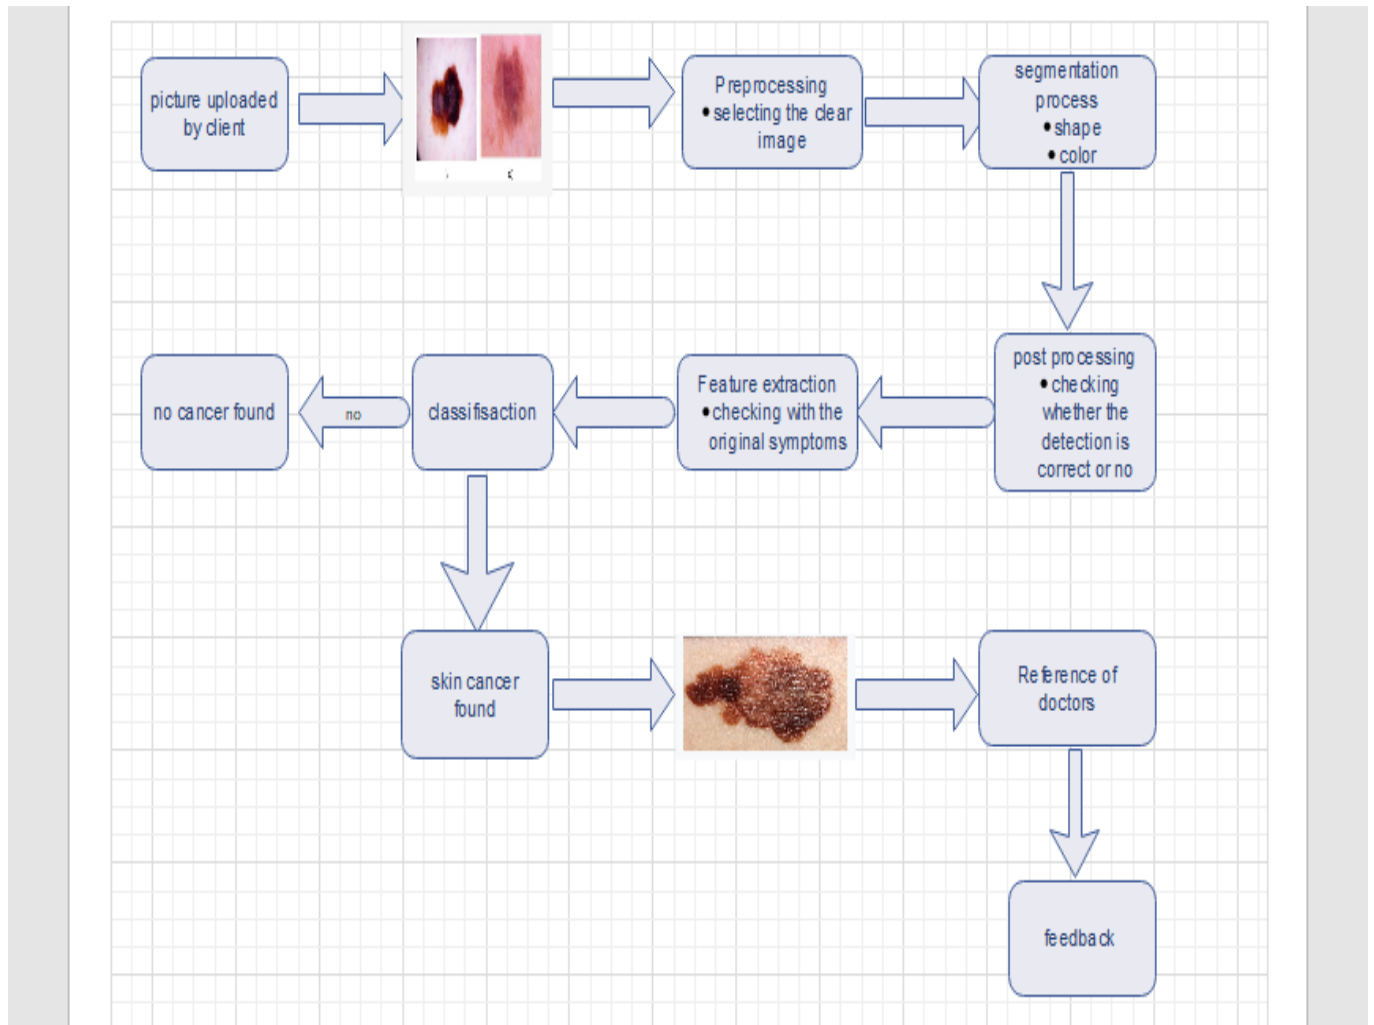 picture uploaded
by client
Preprocessing
• selecting the clear
image
segmentation
process
• shape
• color
post processing
• checking
whether the
detection is
correct or no
Feature extraction
• checking with the
original symptoms
classifisaction
no
no cancer found
skin cancer
found
Reference of
doctors
feedback